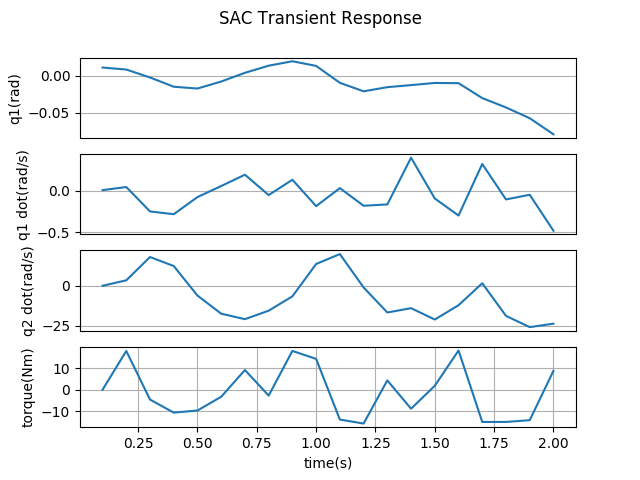 SAC Transient Response
q1(rad)
0.00
−0.05
q1 dot(rad/s)
0.0
−0.5
q2 dot(rad/s)
0
−25
torque(Nm)
10
0
−10
0.25 0.50 0.75 1.00 1.25 1.50 1.75 2.00
time(s)